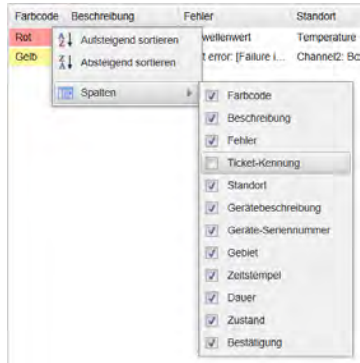 Farbcode Beschreibung Fehler Standort
Rot Aufsteigend sortieren wellenwert Temperature
Gelb Absteigend sortieren t error: [Failure i... Channel2: Bo
Spalten
Farbcode
Beschreibung
Fehler
Ticket-Kennung
Standort
Gerätebeschreibung
Geräte-Seriennummer
Gebiet
Zeitstempel
Dauer
Zustand
Bestätigung